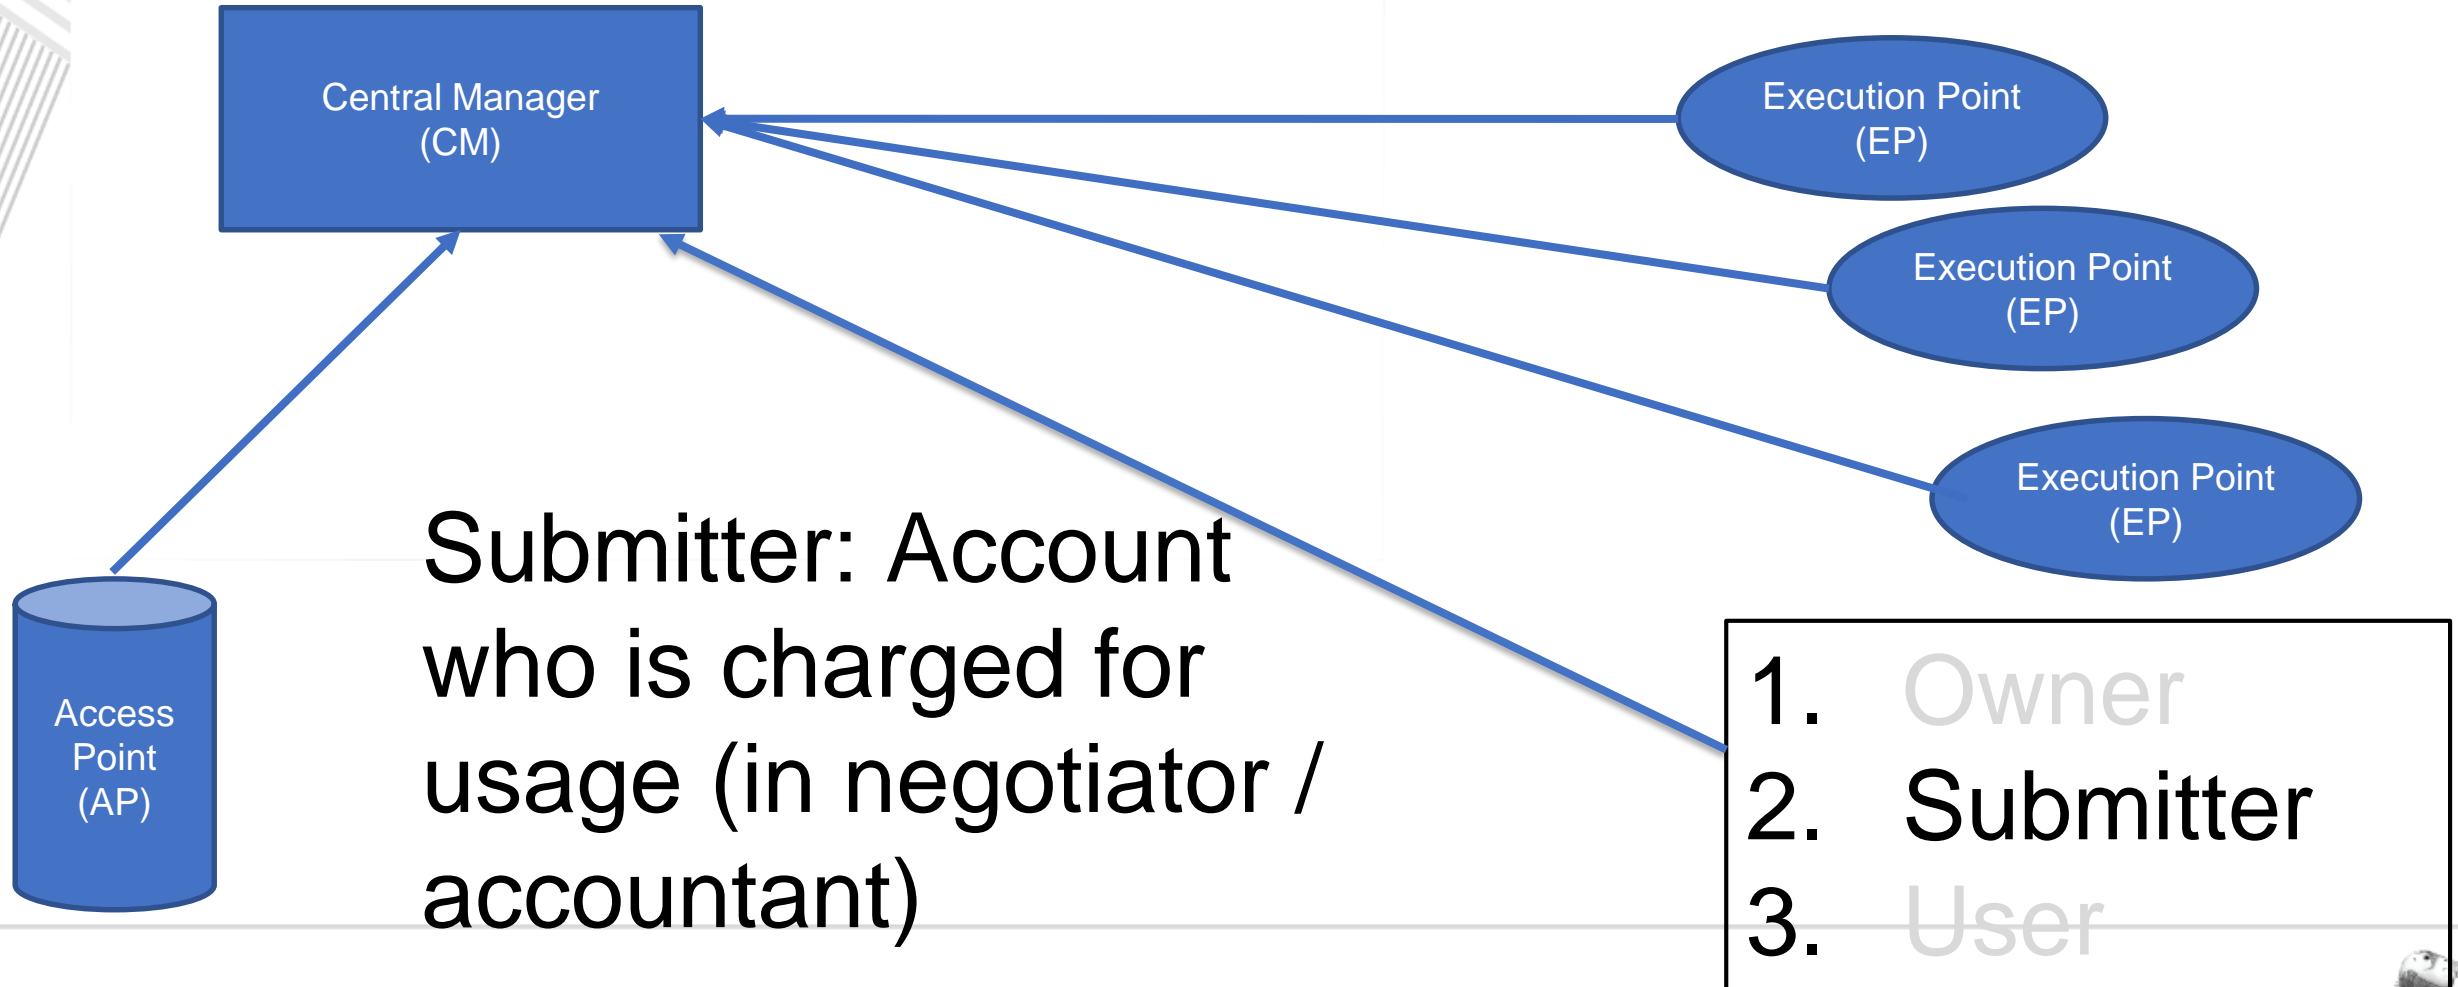 Central Manager
(CM)
Execution Point
(EP)
Execution Point
(EP)
Execution Point
(EP)
Access
Point
(AP)
Submitter: Account
who is charged for
usage (in negotiator /
accountant)
1. Owner
2. Submitter
3. User